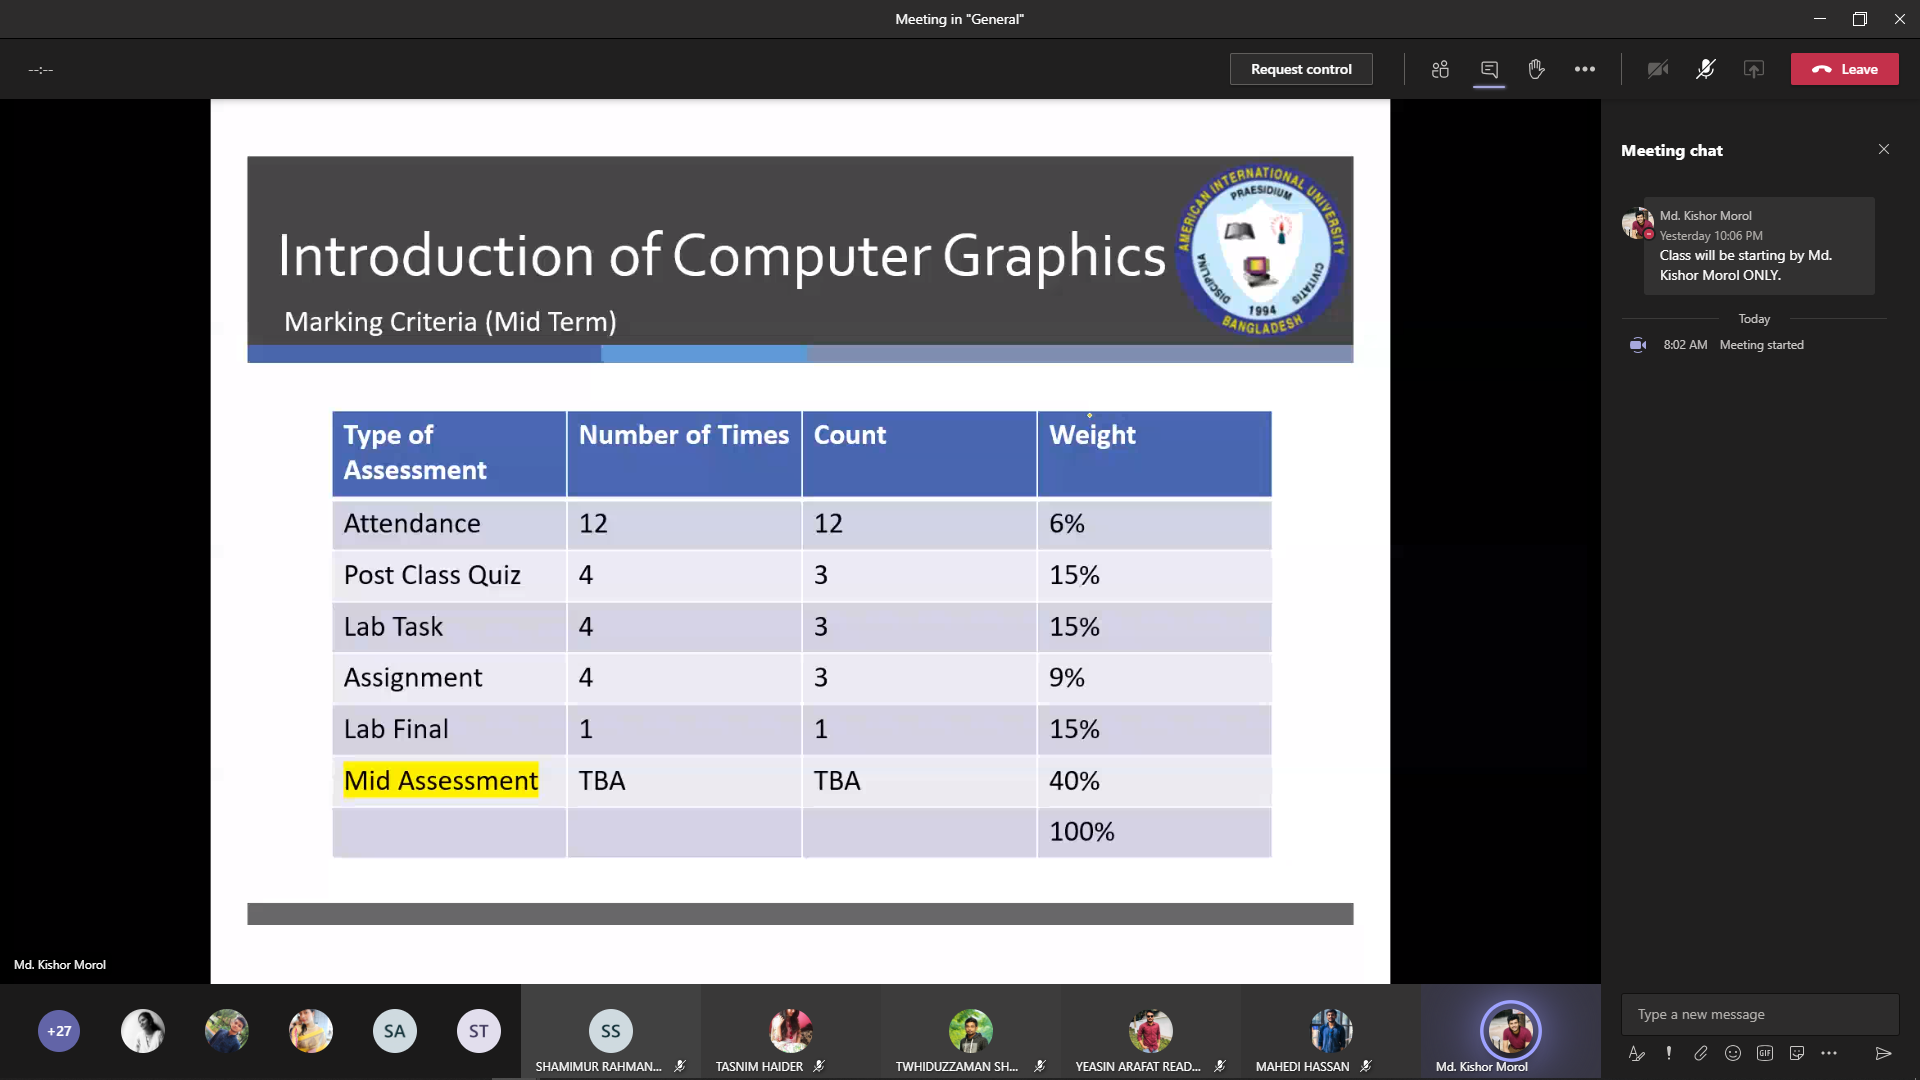 Meeting in "General"
--:--
Request control
Leave
Introduction of Computer Graphics
Marking Criteria (Mid Term)
AMERICAN INTERNATIONAL UNIVERSITY
PRAESIDIUM
DISCIPLINA
CIVITATIS
1994
BANGLADESH
Type of Assessment
Number of Times
Count
Weight
Attendance 12 12 6%
Post Class Quiz 4 3 15%
Lab Task 4 3 15%
Assignment 4 3 9%
Lab Final 1 1 15%
Mid Assessment TBA TBA 40%
100%
Md. Kishor Morol
Meeting chat
Md. Kishor Morol
Yesterday 10:06 PM
Class will be starting by Md.
Kishor Morol ONLY.
Today
8:02 AM Meeting started
Type a new message
GIF
+27
SA
ST
SS
SHAMIMUR RAHMAN...
TASNIM HAIDER
TWHIDUZZAMAN SH...
YEASIN ARAFAT READ...
MAHEDI HASSAN
Md. Kishor Morol